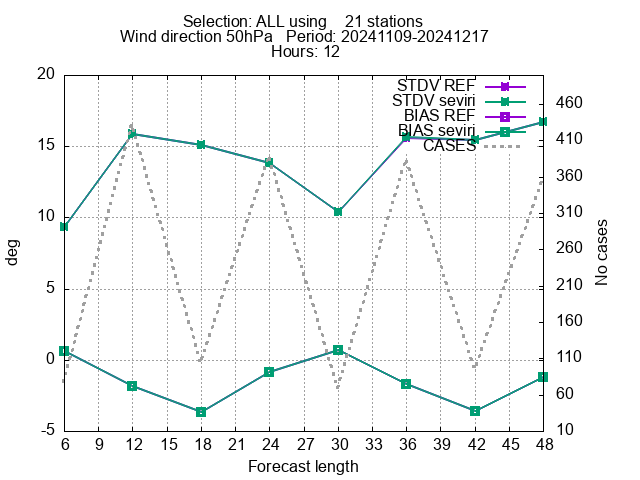 Selection: ALL using 21 stations
Wind direction 50hPa Period: 20241109-20241217
Hours: 12
STDV REF
STDV seviri
BIAS REF
BIAS seviri
CASES
20
15
10
5
0
-5
deg
460
410
360
310
260
210
160
110
60
10
No cases
6 9 12 15 18 21 24 27 30 33 36 39 42 45 48
Forecast length